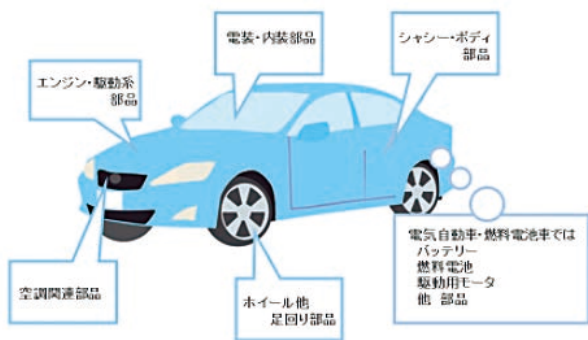 電装・内装部品
シャシー・ボディ
部品
エンジン・駆動系
部品
空調関連部品
ホイール他
足回り部品
電気自動車・燃料電池車では
バッテリー
燃料電池
駆動用モータ
他 部品